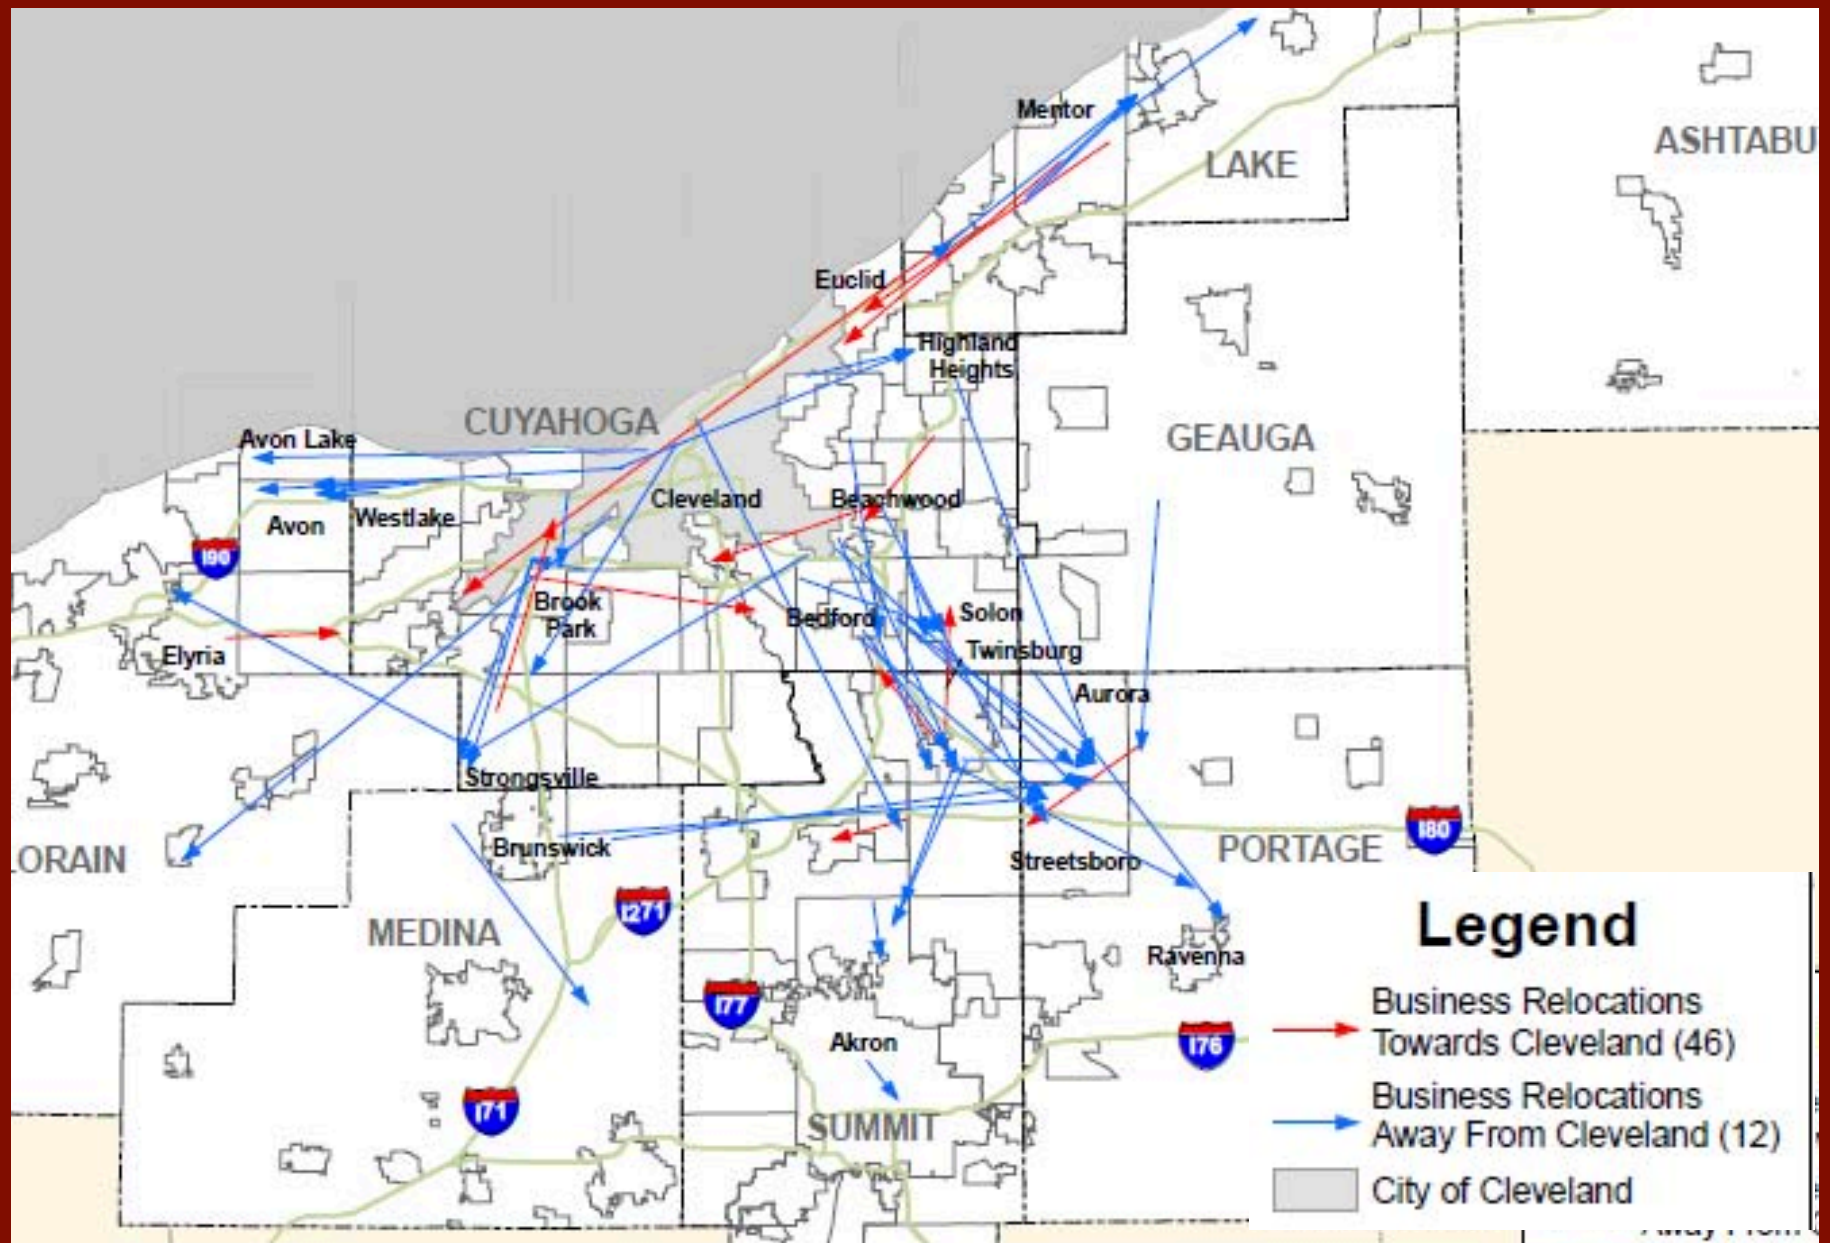 Mentor
ASHTABU
LAKE
Euclid
Highland
Heights
CUYAHOGA
Avon Lake
GEAUGA
Cleveland
Beachwood
Avon
Westlake
I90
Brook
Park
Bedford
Solon
Elyria
Twinsburg
Aurora
Strongsville
I80
Brunswick
PORTAGE
LORAIN
Streetsboro
I271
MEDINA
Ravenna
I77
Akron
I76
I71
SUMMIT
Legend
Business Relocations
Towards Cleveland (46)
Business Relocations
Away From Cleveland (12)
City of Cleveland